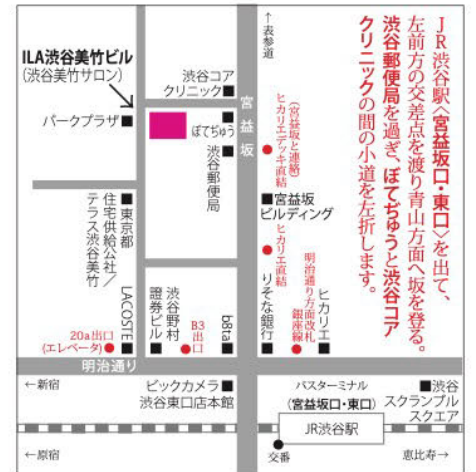 JR渋谷駅〈宮益坂口・東口〉を出て、
左前方の交差点を渡り青山方面へ坂を登る。
渋谷郵便局を過ぎ、ぼてぢゅうと渋谷コア
クリニックの間の小道を左折します。
↑表参道
ILA渋谷美竹ビル
(渋谷美竹サロン)
渋谷コア
クリニック■
パークプラザ■
■ぽてぢゅう
渋谷郵便局■
宮益坂
(宮益坂と連絡)
ヒカリエデッキ直結
●
■宮益坂
ビルディング
●ヒカリエ直結
■東京都
住宅供給公社/
テラス渋谷美竹
LACOSTE■
20a出口
(エレベータ)●
渋谷野村
證券ビル■
B3
出口
●
b8ta■
りそな銀行■
明治通り方面改札
銀座線●
ヒカリエ■
明治通り
←新宿
ビックカメラ■
渋谷東口店本館
バスターミナル
(宮益坂口・東口)
■渋谷
スクランブル
スクエア
JR渋谷駅
←原宿
交番
恵比寿→